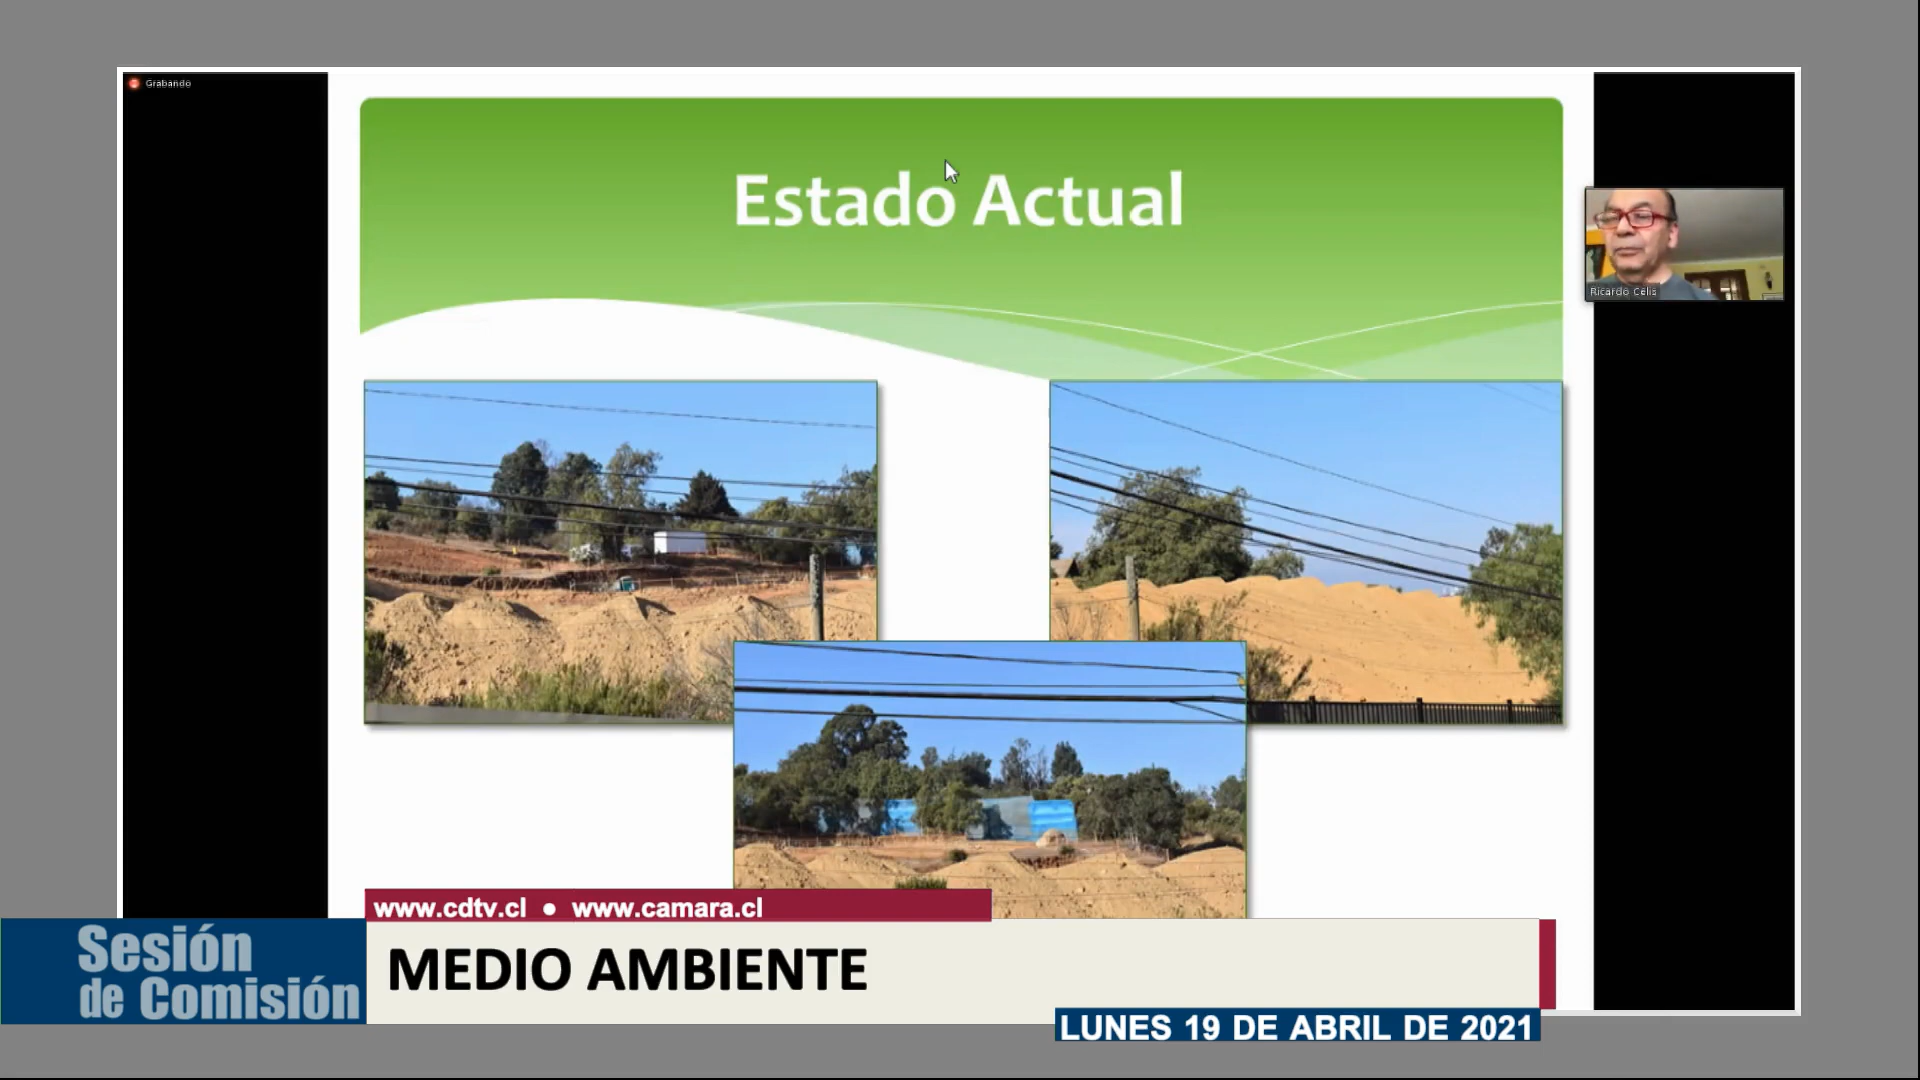 Grabando
Estado Actual
Ricardo Celis
www.cdtv.cl ● www.camara.cl
Sesión
de Comisión
MEDIO AMBIENTE
LUNES 19 DE ABRIL DE 2021